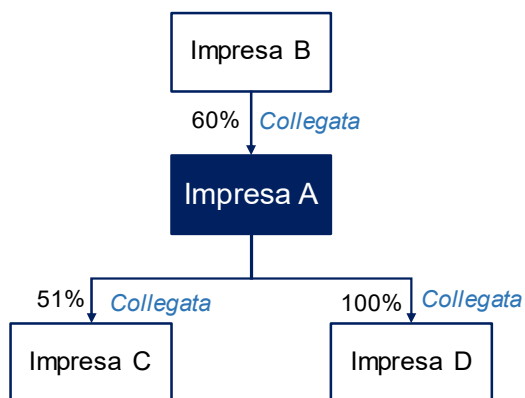 Impresa B
60% Collegata
Impresa A
51% Collegata
100% Collegata
Impresa C
Impresa D